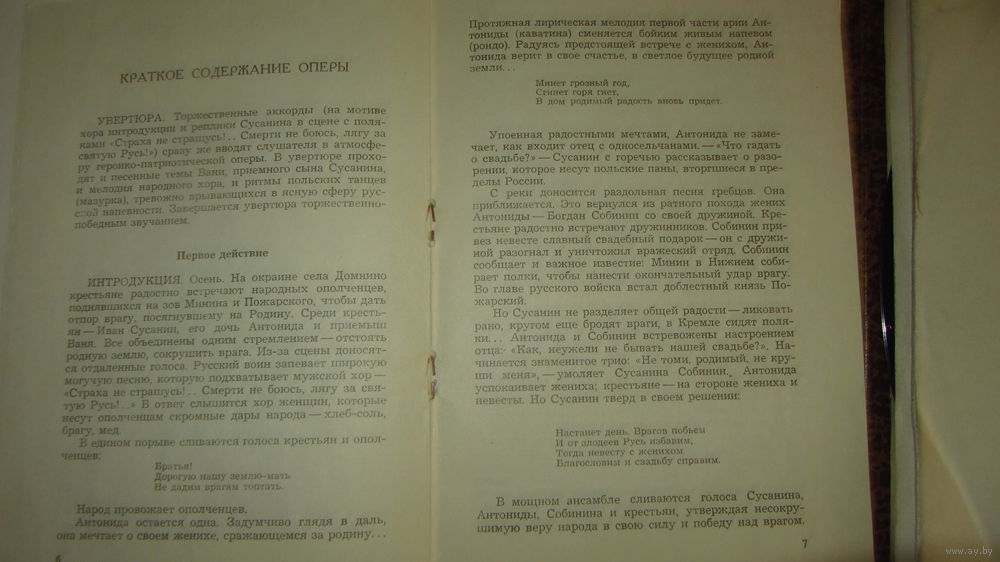 КРАТКОЕ СОДЕРЖАНИЕ ОПЕРЫ
УВЕРТЮРА. Торжественные аккорды (на мотиве
хора интродукции и реплики Сусанина в сцене с поля-
ками «Страха не страшусь!.. Смерти не боюсь, лягу за
святую Русь!») сразу же вводят слушателя в атмосфе-
ру героико-патриотической оперы. В увертюре прохо-
дят и песенные темы Вани, приемного сына Сусанина,
и мелодия народного хора, и ритмы польских танцев
(мазурка), тревожно врывающихся в ясную сферу рус-
ской напевности. Завершается увертюра торжественно-
победным звучанием.
Первое действие
ИНТРОДУКЦИЯ. Осень. На окраине села Домнино
крестьяне радостно встречают народных ополченцев,
поднявшихся на зов Минина и Пожарского, чтобы дать
отпор врагу, посягнувшему на Родину. Среди кресть-
ян — Иван Сусанин, его дочь Антонида и приемыш
Ваня. Все объединены одним стремлением — отстоять
родную землю, сокрушить врага. Из-за сцены доносят-
ся отдаленные голоса. Русский воин запевает широкую
могучую песню, которую подхватывает мужской хор —
«Страха не страшусь!.. Смерти не боюсь, лягу за свя-
тую Русь!..» В ответ слышится хор женщин, которые
несут ополченцам скромные дары народа — хлеб-соль,
брагу, мед.
В едином порыве сливаются голоса крестьян и опол-
ченцев:
Братья!
Дорогую нашу землю-мать
Не дадим врагам топтать.
Народ провожает ополченцев.
Антонида остается одна. Задумчиво глядя в даль,
она мечтает о своем женихе, сражающемся за родину...
6
Протяжная лирическая мелодия первой части арии Ан-
тониды (каватина) сменяется бойким живым напевом
(рондо). Радуясь предстоящей встрече с женихом, Ан-
тонида верит в свое счастье, в светлое будущее родной
земли...
Минет грозный год,
Сгинет горя гнет,
В дом родимый радость вновь придет.
Упоенная радостными мечтами, Антонида не заме-
чает, как входит отец с односельчанами. — «Что гадать
о свадьбе?» — Сусанин с горечью рассказывает о разо-
рении, которое несут польские паны, вторгшиеся в пре-
делы России.
С реки доносится раздольная песня гребцов. Она
приближается. Это вернулся из ратного похода жених
Антониды — Богдан Собинин со своей дружиной. Кре-
стьяне радостно встречают дружинников. Собинин при-
вез невесте славный свадебный подарок — он с дружи-
ной разогнал и уничтожил вражеский отряд. Собинин
сообщает и важное известие: Минин в Нижнем соби-
рает полки, чтобы нанести окончательный удар врагу.
Во главе русского войска встал доблестный князь По-
жарский.
Но Сусанин не разделяет общей радости — ликовать
рано, кругом еще бродят враги, в Кремле сидят поля-
ки... Антонида и Собинин встревожены настроением
отца: «Как, неужели не бывать нашей свадьбе?». На-
чинается знаменитое трио: «Не томи, родимый, не кру-
ши меня», — умоляет Сусанина Собинин. Антонида
успокаивает жениха; крестьяне — на стороне жениха и
невесты. Но Сусанин тверд в своем решении:
Настанет день. Врагов побьем
И от злодеев Русь избавим,
Тогда невесту с женихом
Благословим и свадьбу справим.
В мощном ансамбле сливаются голоса Сусанина,
Антониды, Собинина и крестьян, утверждая несокру-
шимую веру народа в свою силу и победу над врагом.
7
www.ay.by